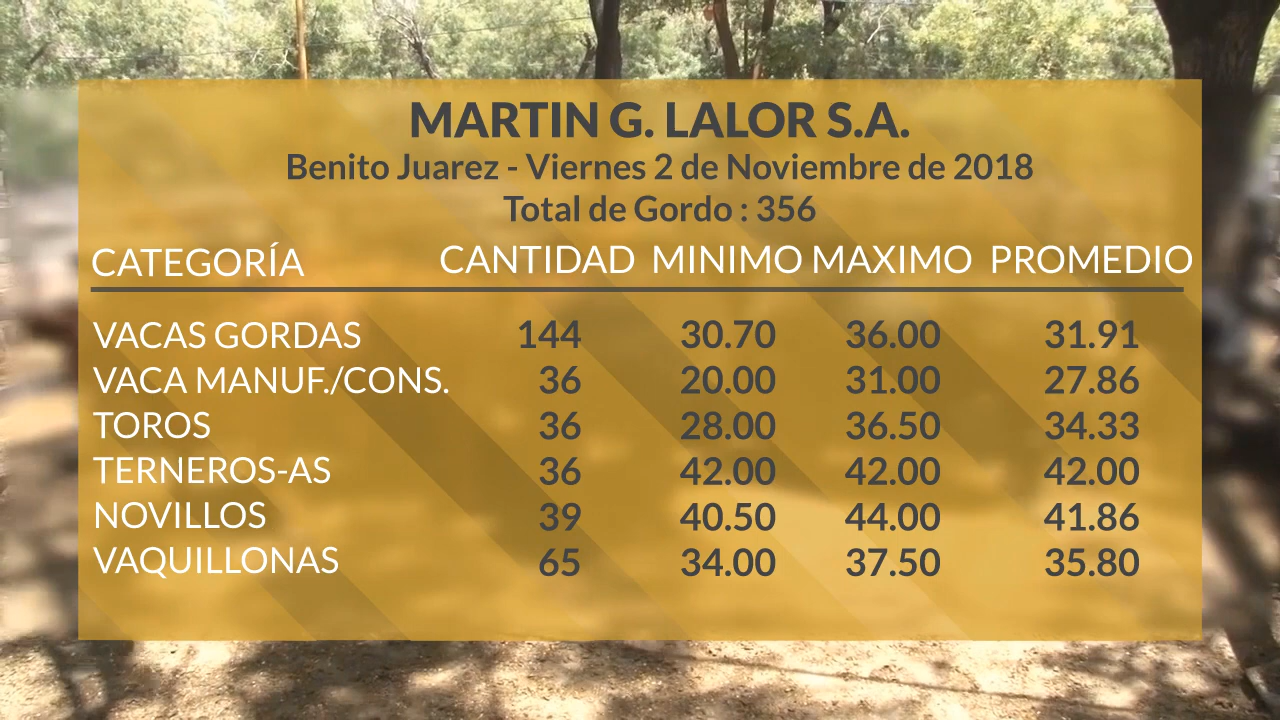 MARTIN G. LALOR S.A.
Benito Juarez - Viernes 2 de Noviembre de 2018
Total de Gordo : 356
CATEGORÍA CANTIDAD MINIMO MAXIMO PROMEDIO
VACAS GORDAS 144 30.70 36.00 31.91
VACA MANUF./CONS. 36 20.00 31.00 27.86
TOROS 36 28.00 36.50 34.33
TERNEROS-AS 36 42.00 42.00 42.00
NOVILLOS 39 40.50 44.00 41.86
VAQUILLONAS 65 34.00 37.50 35.80